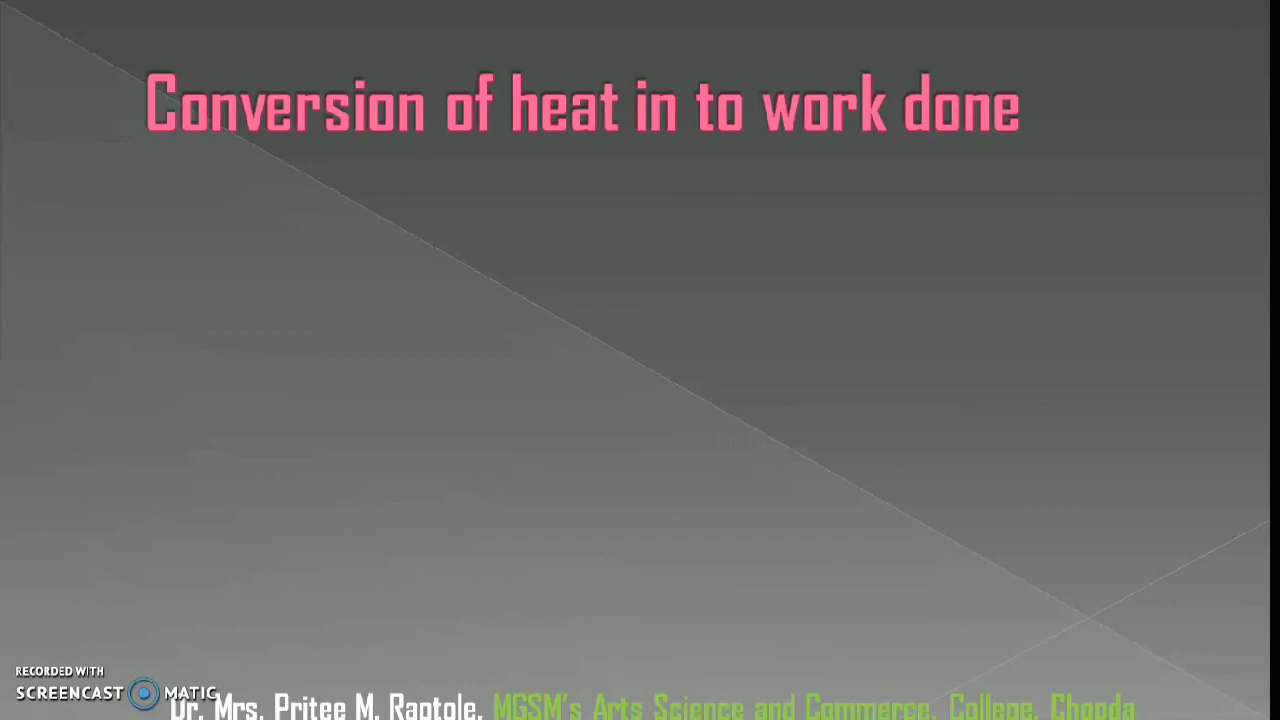 Conversion of heat in to work done
RECORDED WITH
SCREENCAST MATIC
Dr. Mrs. Pritee M. Raotole, MGSM's Arts Science and Commerce, College, Chopda